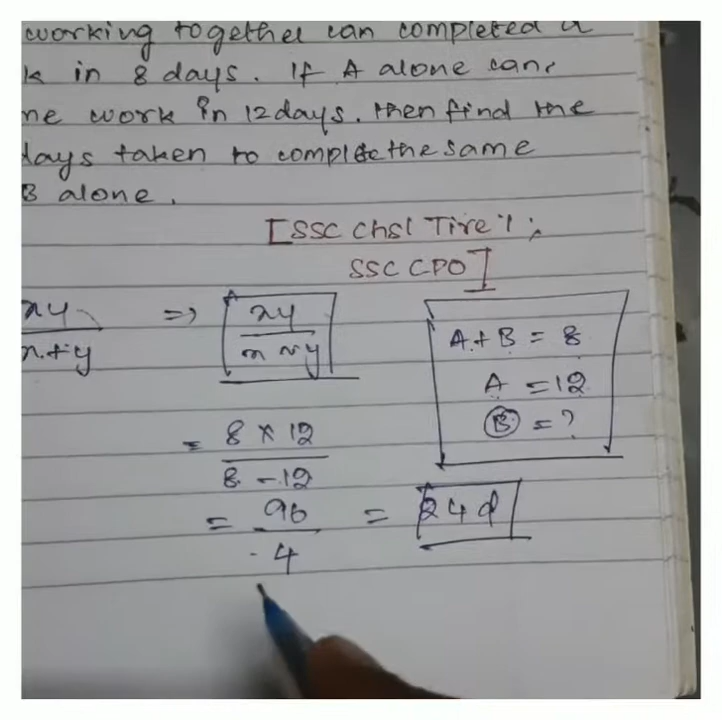 working together can completed a
k in 8 days. If A alone can
me work in 12 days. then find the
days taken to complete the same
B alone.
[SSC Chsl Tire 1;
SSC CPO]
xy/x+y => xy/x~y
A+B = 8
A = 12
B = ?
= 8 × 12
8 - 12
= 96 = 24 d
- 4